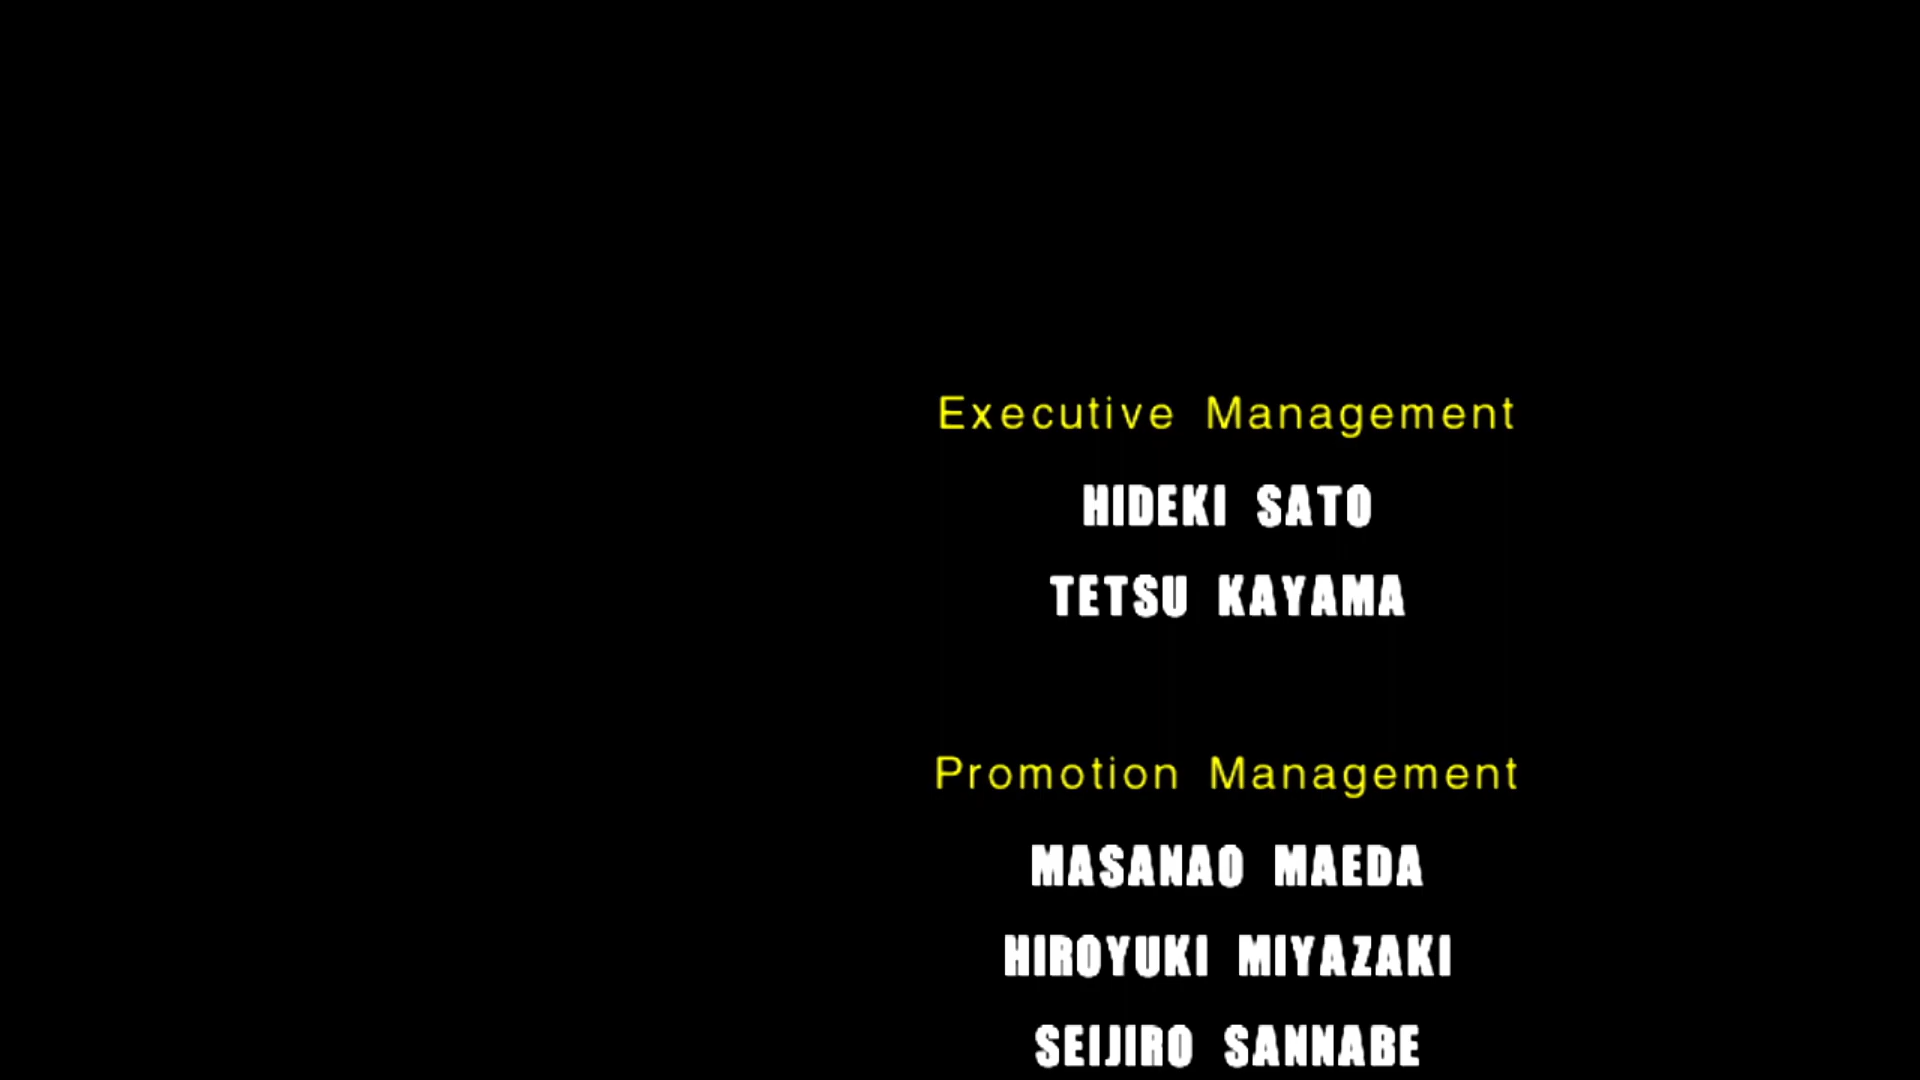 Executive Management
HIDEKI SATO
TETSU KAYAMA
Promotion Management
MASANAO MAEDA
HIROYUKI MIYAZAKI
SEIJIRO SANNABE